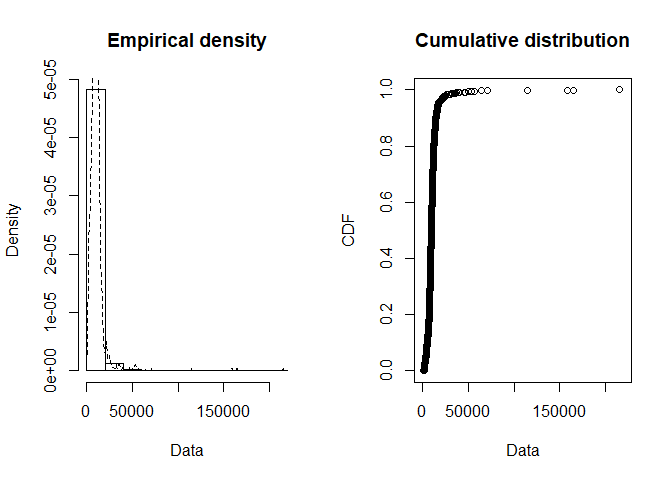 Empirical density
Density
0e+00 1e-05 2e-05 3e-05 4e-05 5e-05
0 50000 150000
Data
Cumulative distribution
CDF
0.0 0.2 0.4 0.6 0.8 1.0
0 50000 150000
Data